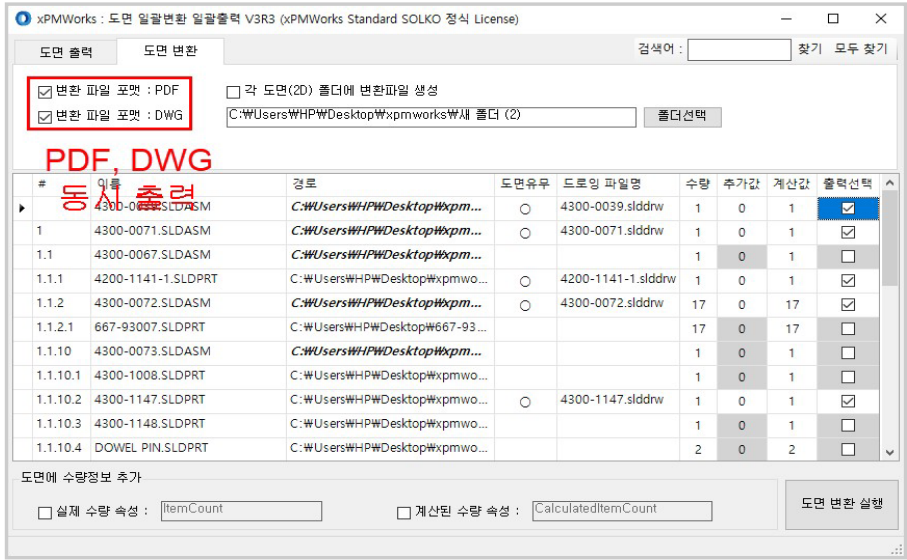 xPMWorks : 도면 일괄변환 일괄출력 V3R3 (xPMWorks Standard SOLKO 정식 License)
도면 출력 도면 변환 검색어 : 찾기 모두 찾기
변환 파일 포맷 : PDF 각 도면(2D) 폴더에 변환파일 생성
변환 파일 포맷 : DWG C:₩Users₩HP₩Desktop₩xpmworks₩새 폴더 (2) 폴더선택
PDF, DWG
동시 출력
# 이름 경로 도면유무 드로잉 파일명 수량 추가값 계산값 출력선택
4300-0039.SLDASM C:₩Users₩HP₩Desktop₩xpm... ○ 4300-0039.slddrw 1 0 1
1 4300-0071.SLDASM C:₩Users₩HP₩Desktop₩xpm... ○ 4300-0071.slddrw 1 0 1
1.1 4300-0067.SLDASM C:₩Users₩HP₩Desktop₩xpm... 1 0 1
1.1.1 4200-1141-1.SLDPRT C:₩Users₩HP₩Desktop₩xpmwo... ○ 4200-1141-1.slddrw 1 0 1
1.1.2 4300-0072.SLDASM C:₩Users₩HP₩Desktop₩xpm... ○ 4300-0072.slddrw 17 0 17
1.1.2.1 667-93007.SLDPRT C:₩Users₩HP₩Desktop₩667-93... 17 0 17
1.1.10 4300-0073.SLDASM C:₩Users₩HP₩Desktop₩xpm... 1 0 1
1.1.10.1 4300-1008.SLDPRT C:₩Users₩HP₩Desktop₩xpmwo... 1 0 1
1.1.10.2 4300-1147.SLDPRT C:₩Users₩HP₩Desktop₩xpmwo... ○ 4300-1147.slddrw 1 0 1
1.1.10.3 4300-1148.SLDPRT C:₩Users₩HP₩Desktop₩xpmwo... 1 0 1
1.1.10.4 DOWEL PIN.SLDPRT C:₩Users₩HP₩Desktop₩xpmwo... 2 0 2
도면에 수량정보 추가
실제 수량 속성 : ItemCount 계산된 수량 속성 : CalculatedItemCount 도면 변환 실행